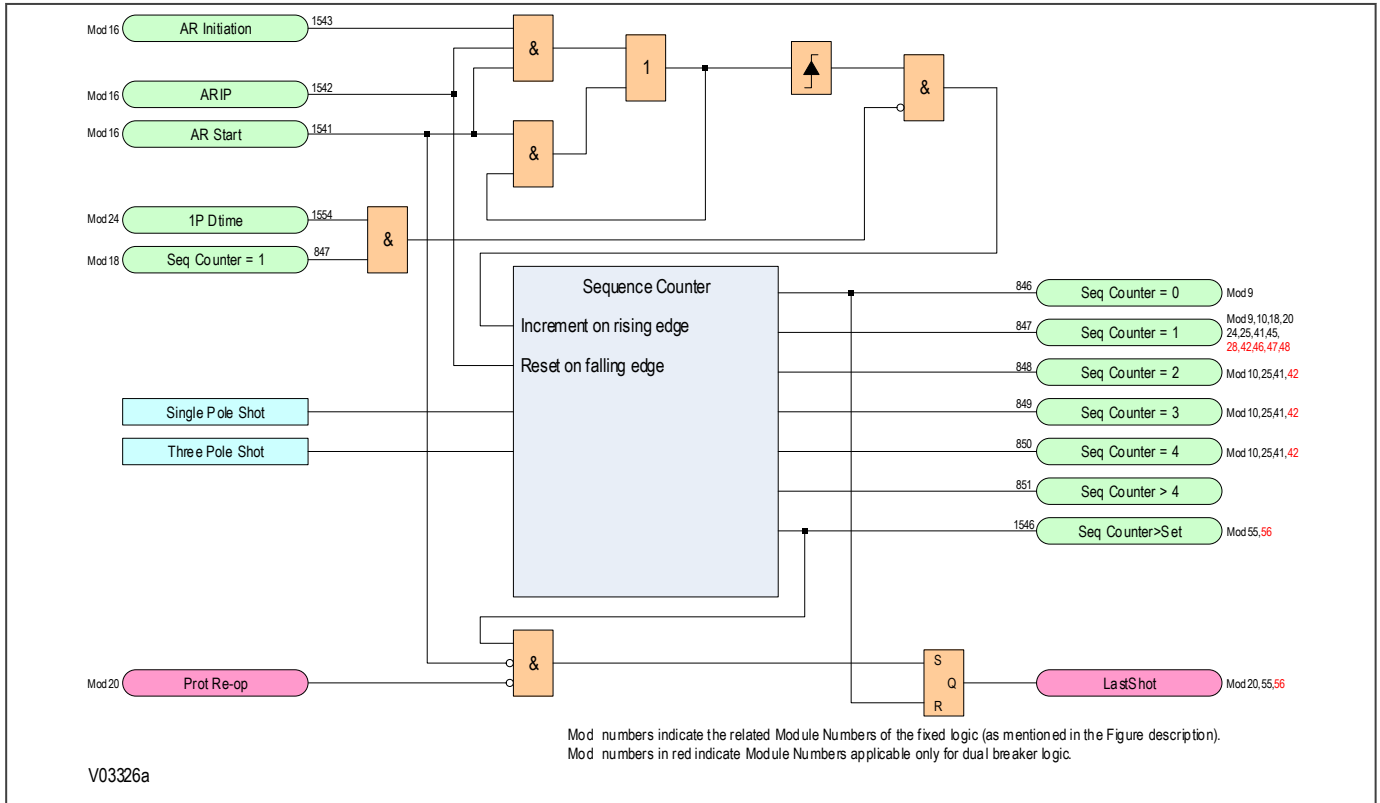 Mod 16 AR Initiation 1543
&
1
&
Mod 16 ARIP 1542
Mod 16 AR Start 1541
&
Mod 24 1P Dtime 1554
&
Mod 18 Seq Counter = 1 847
Sequence Counter
Increment on rising edge
Reset on falling edge
Single Pole Shot
Three Pole Shot
846 Seq Counter = 0 Mod 9
847 Seq Counter = 1 Mod 9,10,18,20
24,25,41,45,
28,42,46,47,48
848 Seq Counter = 2 Mod 10,25,41,42
849 Seq Counter = 3 Mod 10,25,41,42
850 Seq Counter = 4 Mod 10,25,41,42
851 Seq Counter > 4
1546 Seq Counter>Set Mod 55,56
&
Mod 20 Prot Re-op
S
Q
R
LastShot Mod 20,55,56
Mod numbers indicate the related Module Numbers of the fixed logic (as mentioned in the Figure description).
Mod numbers in red indicate Module Numbers applicable only for dual breaker logic.
V03326a